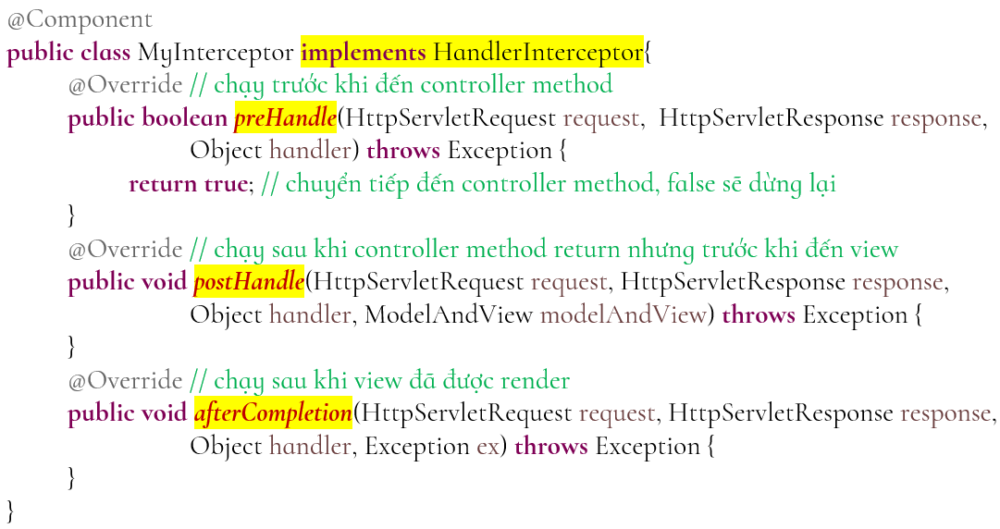 @Component
public class MyInterceptor implements HandlerInterceptor{
@Override // chạy trước khi đến controller method
public boolean preHandle(HttpServletRequest request, HttpServletResponse response,
Object handler) throws Exception {
return true; // chuyển tiếp đến controller method, false sẽ dừng lại
}
@Override // chạy sau khi controller method return nhưng trước khi đến view
public void postHandle(HttpServletRequest request, HttpServletResponse response,
Object handler, ModelAndView modelAndView) throws Exception {
}
@Override // chạy sau khi view đã được render
public void afterCompletion(HttpServletRequest request, HttpServletResponse response,
Object handler, Exception ex) throws Exception {
}
}